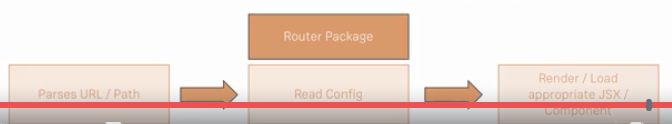 Router Package
Parses URL / Path
Read Config
Render / Load
appropriate JSX /
Component